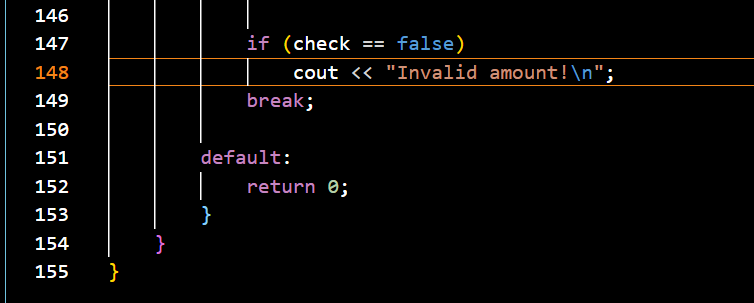 146
147 if (check == false)
148 cout << "Invalid amount!\n";
149 break;
150
151 default:
152 return 0;
153 }
154 }
155 }